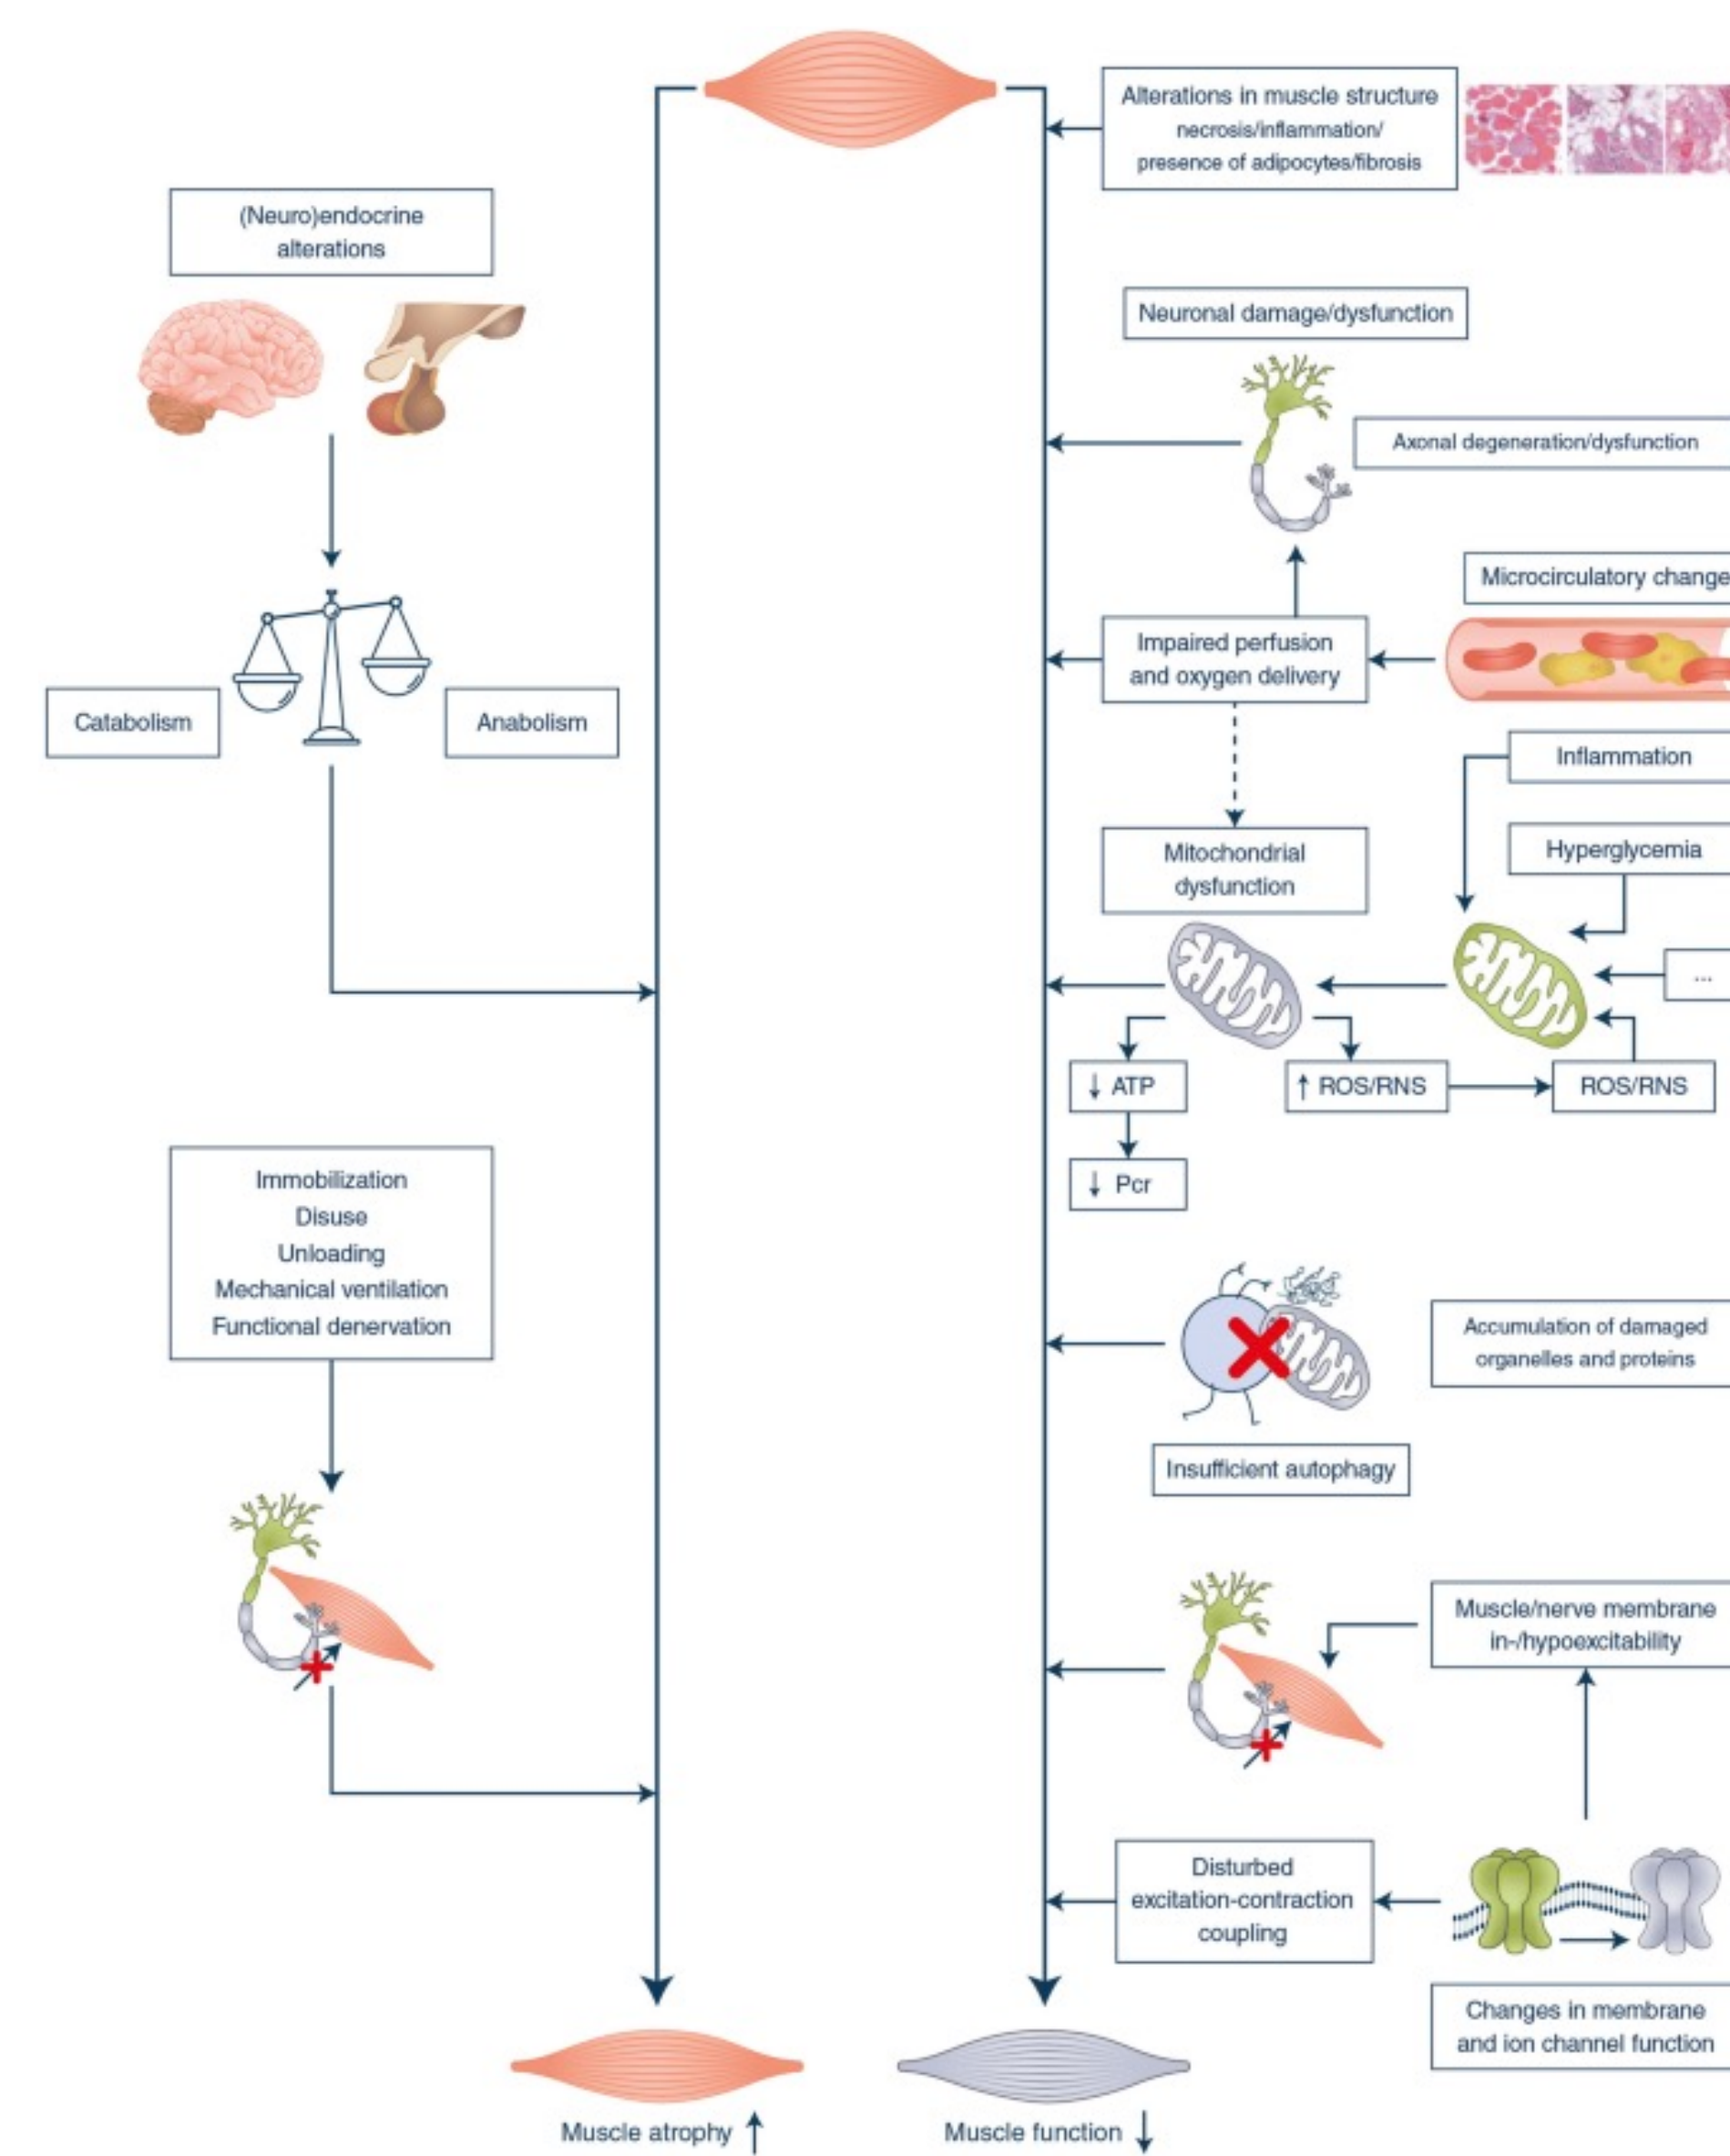 Alterations in muscle structure
necrosis/inflammation/
presence of adipocytes/fibrosis
(Neuro)endocrine
alterations
Neuronal damage/dysfunction
Axonal degeneration/dysfunction
Microcirculatory change
Impaired perfusion
and oxygen delivery
Catabolism
Anabolism
Inflammation
Hyperglycemia
Mitochondrial
dysfunction
...
↓ ATP
↑ ROS/RNS
ROS/RNS
↓ Pcr
Immobilization
Disuse
Unloading
Mechanical ventilation
Functional denervation
Accumulation of damaged
organelles and proteins
Insufficient autophagy
Muscle/nerve membrane
in-/hypoexcitability
Disturbed
excitation-contraction
coupling
Changes in membrane
and ion channel function
Muscle atrophy ↑
Muscle function ↓